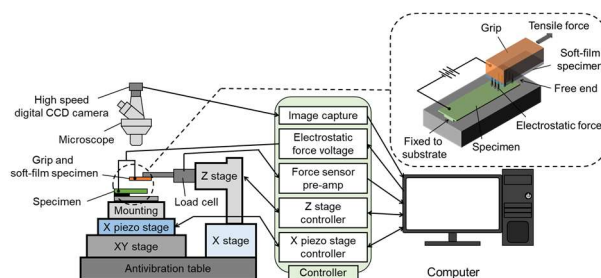 High speed
digital CCD camera
Microscope
Grip and
soft-film specimen
Specimen
Mounting
X piezo stage
XY stage
Antivibration table
Z stage
Load cell
X stage
Image capture
Electrostatic
force voltage
Force sensor
pre-amp
Z stage
controller
X piezo stage
controller
Controller
Computer
Grip
Tensile force
Soft-film
specimen
Free end
Electrostatic force
Specimen
Fixed to
substrate